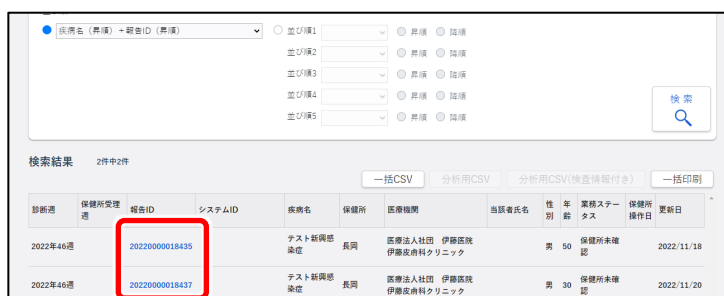 疾病名（昇順）＋報告ID（昇順） 並び順1 昇順 降順
並び順2 昇順 降順
並び順3 昇順 降順
並び順4 昇順 降順
並び順5 昇順 降順
検索
検索結果 2件中2件
一括CSV 分析用CSV 分析用CSV(検査情報付き) 一括印刷
診断週 保健所受理週 報告ID システムID 疾病名 保健所 医療機関 当該者氏名 性別 年齢 業務ステータス 保健所操作日 更新日
2022年46週 20220000018435 テスト新興感染症 長岡 医療法人社団 伊藤医院 伊藤皮膚科クリニック 男 50 保健所未確認 2022/11/18
2022年46週 20220000018437 テスト新興感染症 長岡 医療法人社団 伊藤医院 伊藤皮膚科クリニック 男 30 保健所未確認 2022/11/20